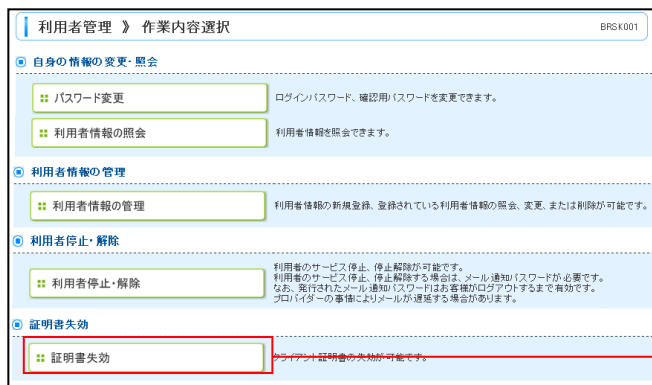 利用者管理 》 作業内容選択
BRSK001
自身の情報の変更・照会
パスワード変更
ログインパスワード、確認用パスワードを変更できます。
利用者情報の照会
利用者情報を照会できます。
利用者情報の管理
利用者情報の管理
利用者情報の新規登録、登録されている利用者情報の照会、変更、または削除が可能です。
利用者停止・解除
利用者停止・解除
利用者のサービス停止、停止解除が可能です。
利用者のサービス停止、停止解除する場合は、メール通知パスワードが必要です。
なお、発行されたメール通知パスワードはお客様がログアウトするまで有効です。
プロバイダーの事情によりメールが遅延する場合があります。
証明書失効
証明書失効
クライアント証明書の失効が可能です。